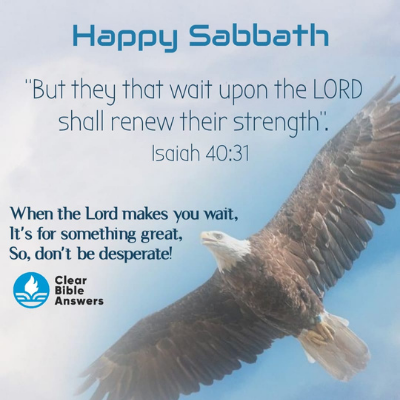 Happy Sabbath
"But they that wait upon the LORD
shall renew their strength".
Isaiah 40:31
When the Lord makes you wait,
It's for something great,
So, don't be desperate!
Clear
Bible
Answers